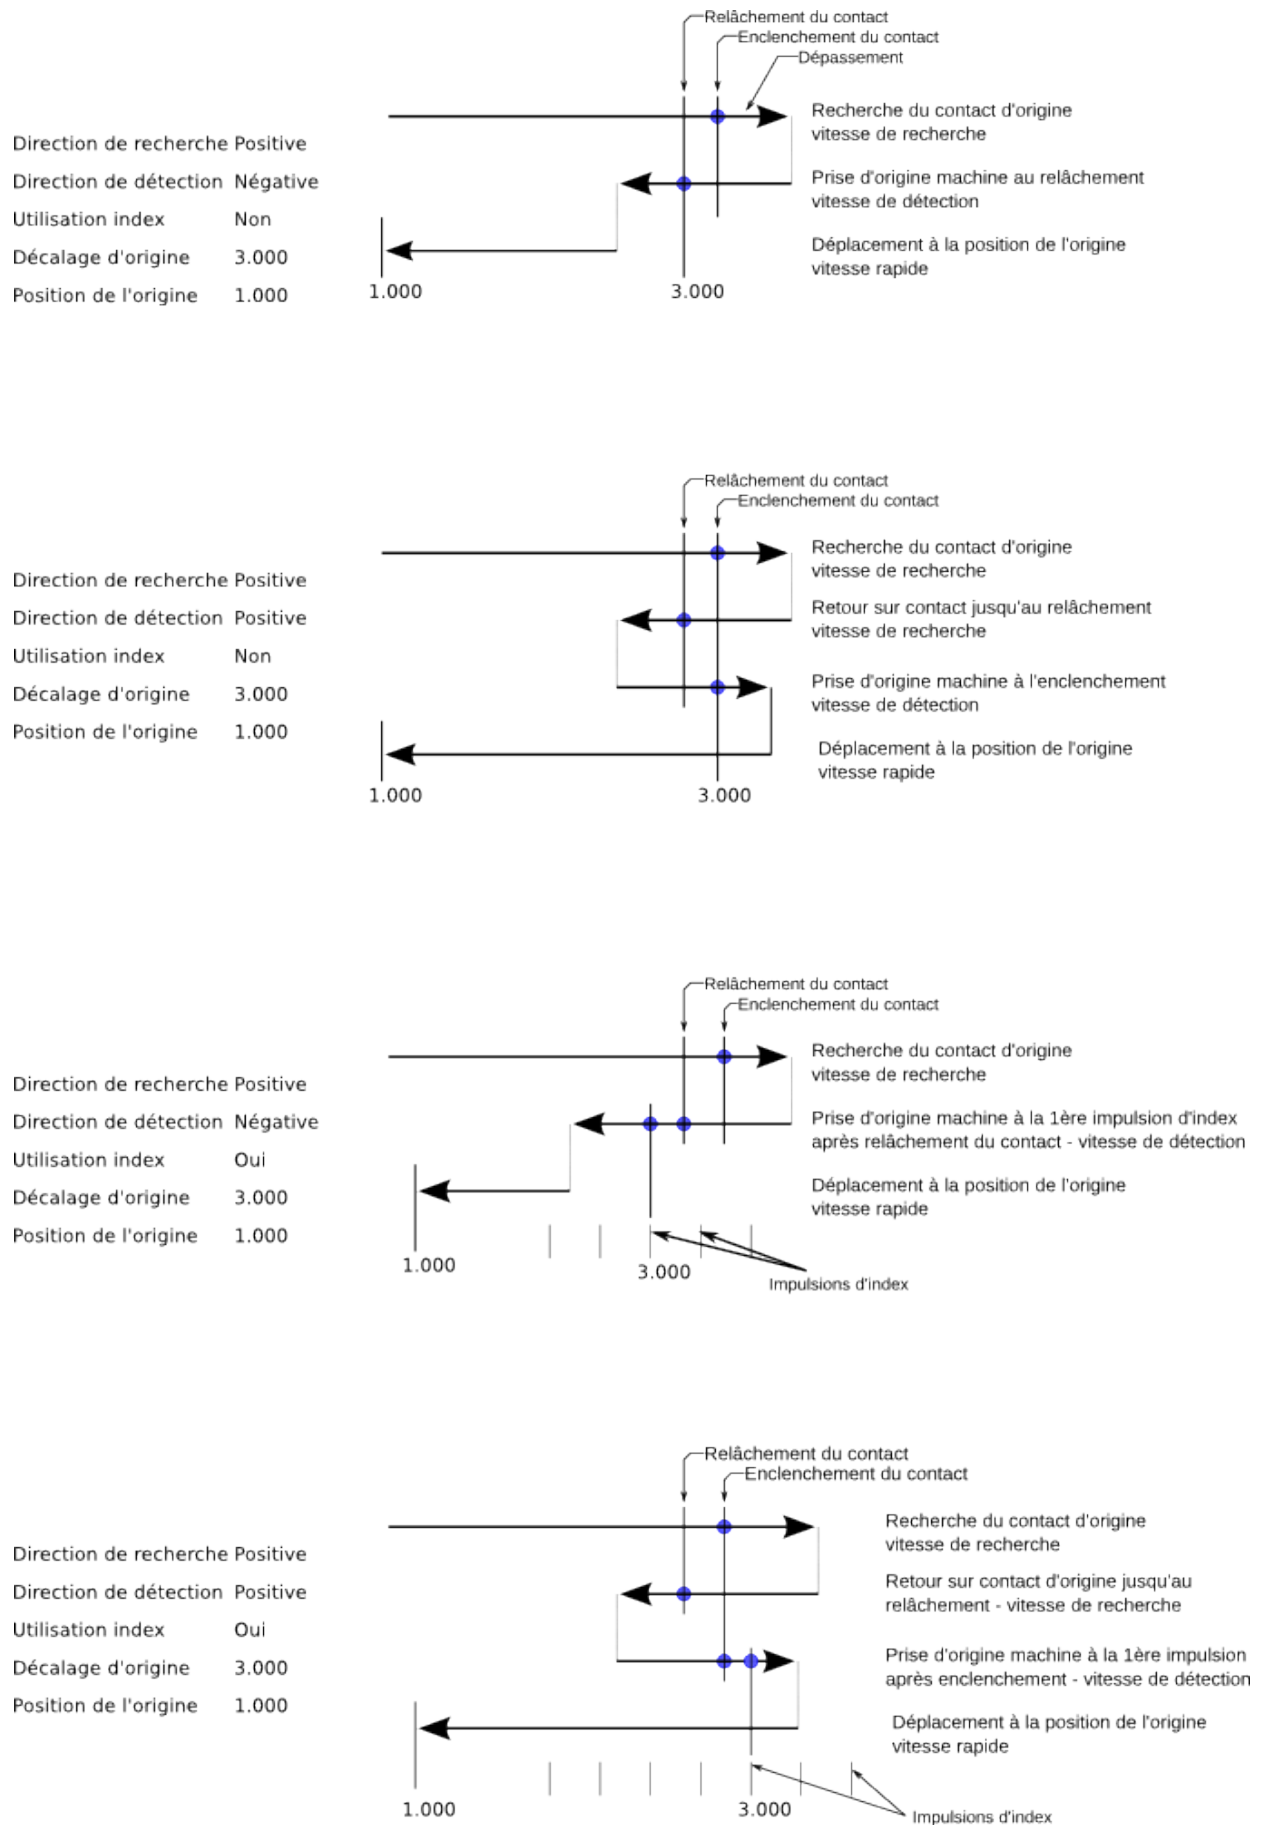 Relâchement du contact
Enclenchement du contact
Dépassement
Recherche du contact d'origine
vitesse de recherche
Direction de recherche Positive
Direction de détection Négative
Prise d'origine machine au relâchement
vitesse de détection
Utilisation index Non
Décalage d'origine 3.000
Déplacement à la position de l'origine
vitesse rapide
Position de l'origine 1.000
1.000 3.000
Relâchement du contact
Enclenchement du contact
Recherche du contact d'origine
vitesse de recherche
Direction de recherche Positive
Direction de détection Positive
Retour sur contact jusqu'au relâchement
vitesse de recherche
Utilisation index Non
Décalage d'origine 3.000
Prise d'origine machine à l'enclenchement
vitesse de détection
Position de l'origine 1.000
Déplacement à la position de l'origine
vitesse rapide
1.000 3.000
Relâchement du contact
Enclenchement du contact
Recherche du contact d'origine
vitesse de recherche
Direction de recherche Positive
Direction de détection Négative
Prise d'origine machine à la 1ère impulsion d'index
après relâchement du contact - vitesse de détection
Utilisation index Oui
Décalage d'origine 3.000
Déplacement à la position de l'origine
vitesse rapide
Position de l'origine 1.000
1.000 3.000
Impulsions d'index
Relâchement du contact
Enclenchement du contact
Recherche du contact d'origine
vitesse de recherche
Direction de recherche Positive
Direction de détection Positive
Retour sur contact d'origine jusqu'au
relâchement - vitesse de recherche
Utilisation index Oui
Décalage d'origine 3.000
Prise d'origine machine à la 1ère impulsion
après enclenchement - vitesse de détection
Position de l'origine 1.000
Déplacement à la position de l'origine
vitesse rapide
1.000 3.000
Impulsions d'index